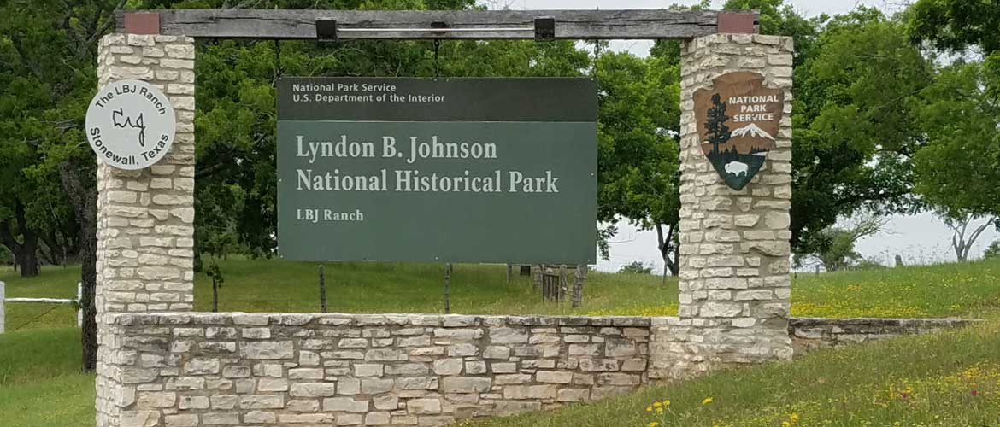 The LBJ Ranch
Stonewall, Texas
National Park Service
U.S. Department of the Interior
Lyndon B. Johnson
National Historical Park
LBJ Ranch
NATIONAL
PARK
SERVICE